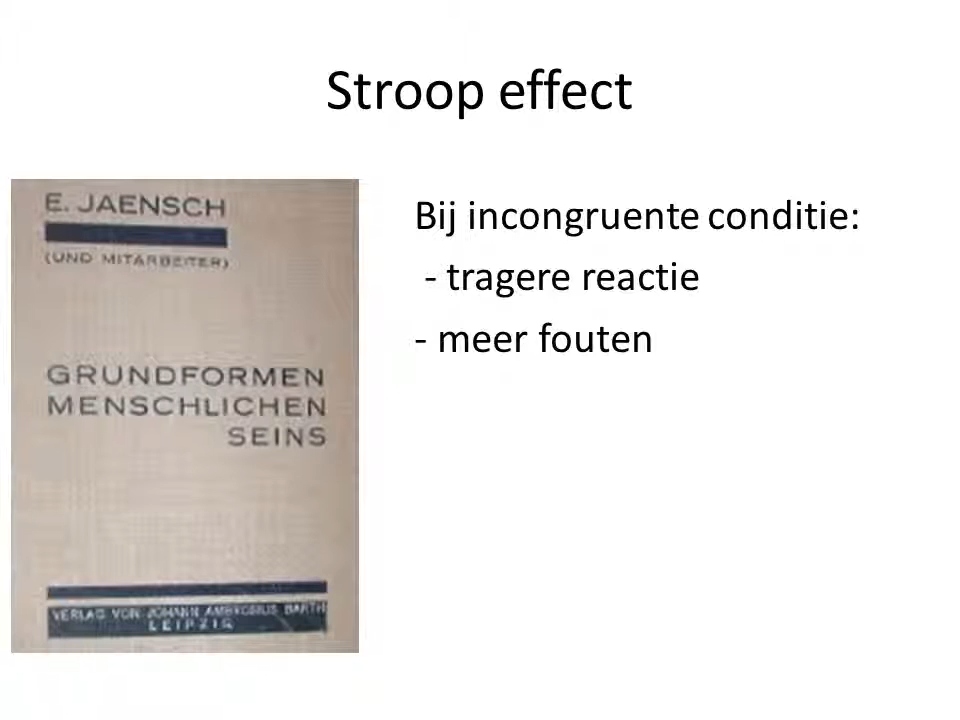 Stroop effect
E. JAENSCH
(UND MITARBEITER)
GRUNDFORMEN
MENSCHLICHEN
SEINS
VERLAG VON JOHANN AMBROSIUS BARTH
LEIPZIG
Bij incongruente conditie:
- tragere reactie
- meer fouten